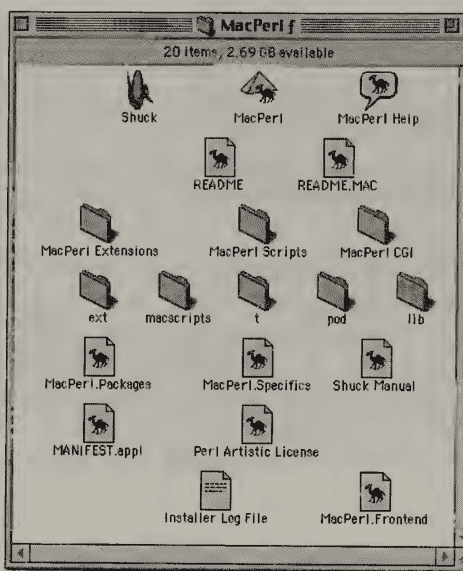 MacPerl ƒ
20 items, 2.69 GB available
Shuck MacPerl MacPerl Help
README README.MAC
MacPerl Extensions MacPerl Scripts MacPerl CGI
ext macscripts t pod lib
MacPerl.Packages MacPerl.Specifics Shuck Manual
MANIFEST.appl Perl Artistic License
Installer Log File MacPerl.Frontend